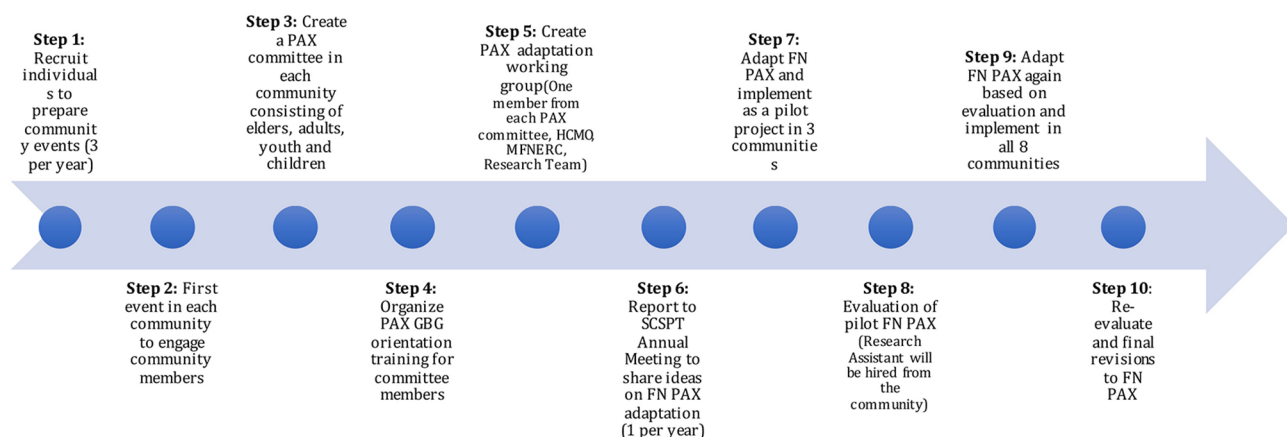 Step 1:
Recruit
individual
s to
prepare
communit
y events (3
per year)
Step 2: First
event in each
community
to engage
community
members
Step 3: Create
a PAX
committee in
each
community
consisting of
elders, adults,
youth and
children
Step 4:
Organize
PAX GBG
orientation
training for
committee
members
Step 5: Create
PAX adaptation
working
group(One
member from
each PAX
committee, HCMO,
MFNERC,
Research Team)
Step 6:
Report to
SCSPT
Annual
Meeting to
share ideas
on FN PAX
adaptation
(1 per year)
Step 7:
Adapt FN
PAX and
implement
as a pilot
project in 3
communitie
s
Step 8:
Evaluation of
pilot FN PAX
(Research
Assistant will
be hired from
the
community)
Step 9: Adapt
FN PAX again
based on
evaluation and
implement in
all 8
communities
Step 10:
Re-
evaluate
and final
revisions
to FN
PAX